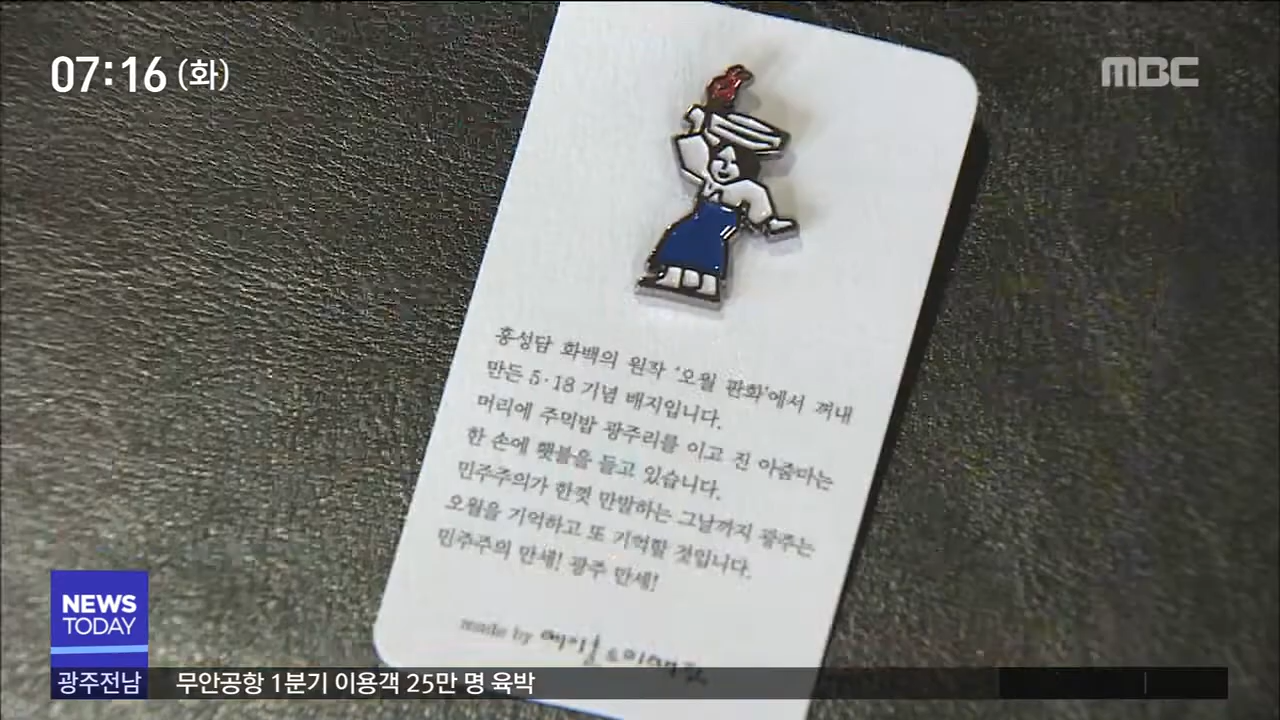 07:16 (화)
MBC
홍성담 화백의 원작 '오월 판화'에서 꺼내
만든 5·18 기념 배지입니다.
머리에 주먹밥 광주리를 이고 진 아줌마는
한 손에 횃불을 들고 있습니다.
민주주의가 한껏 만발하는 그날까지 광주는
오월을 기억하고 또 기억할 것입니다.
민주주의 만세! 광주 만세!
made by
NEWS
TODAY
광주전남
무안공항 1분기 이용객 25만 명 육박